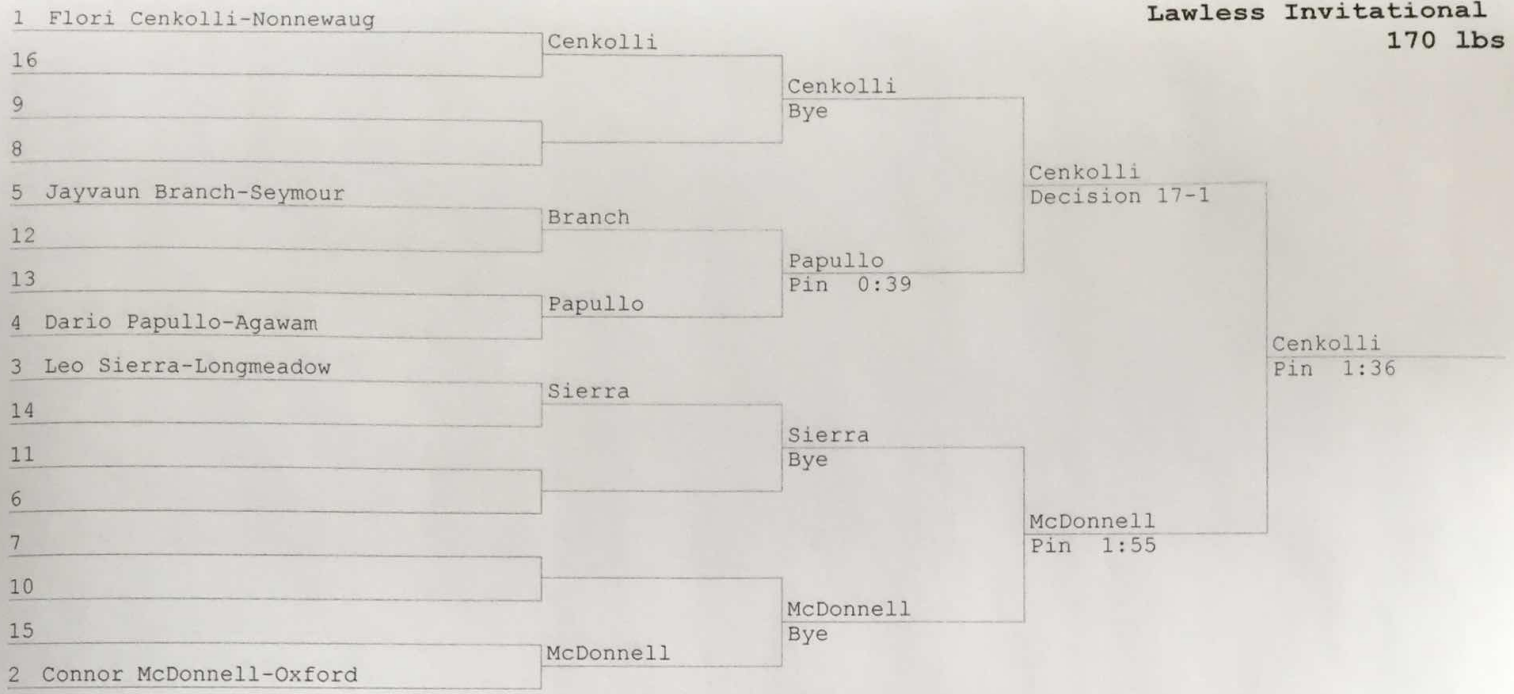 Lawless Invitational
170 lbs
1 Flori Cenkolli-Nonnewaug
16
9
8
5 Jayvaun Branch-Seymour
12
13
4 Dario Papullo-Agawam
3 Leo Sierra-Longmeadow
14
11
6
7
10
15
2 Connor McDonnell-Oxford
Cenkolli
Branch
Papullo
Sierra
McDonnell
Cenkolli
Bye
Papullo
Pin 0:39
Sierra
Bye
McDonnell
Bye
Cenkolli
Decision 17-1
McDonnell
Pin 1:55
Cenkolli
Pin 1:36